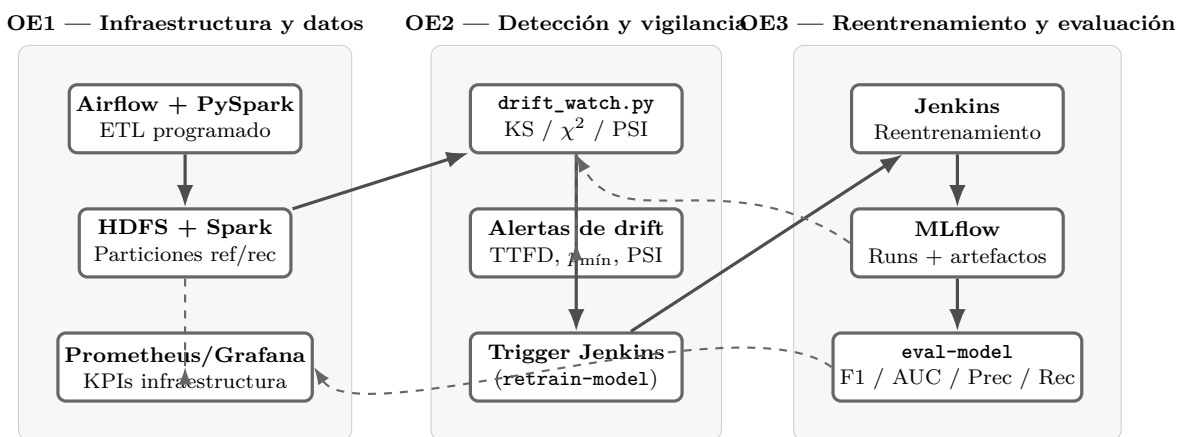 OE1 — Infraestructura y datos
Airflow + PySpark
ETL programado
HDFS + Spark
Particiones ref/rec
Prometheus/Grafana
KPIs infraestructura
OE2 — Detección y vigilancia
drift_watch.py
KS / χ² / PSI
Alertas de drift
TTFD, pmín, PSI
Trigger Jenkins
(retrain-model)
OE3 — Reentrenamiento y evaluación
Jenkins
Reentrenamiento
MLflow
Runs + artefactos
eval-model
F1 / AUC / Prec / Rec